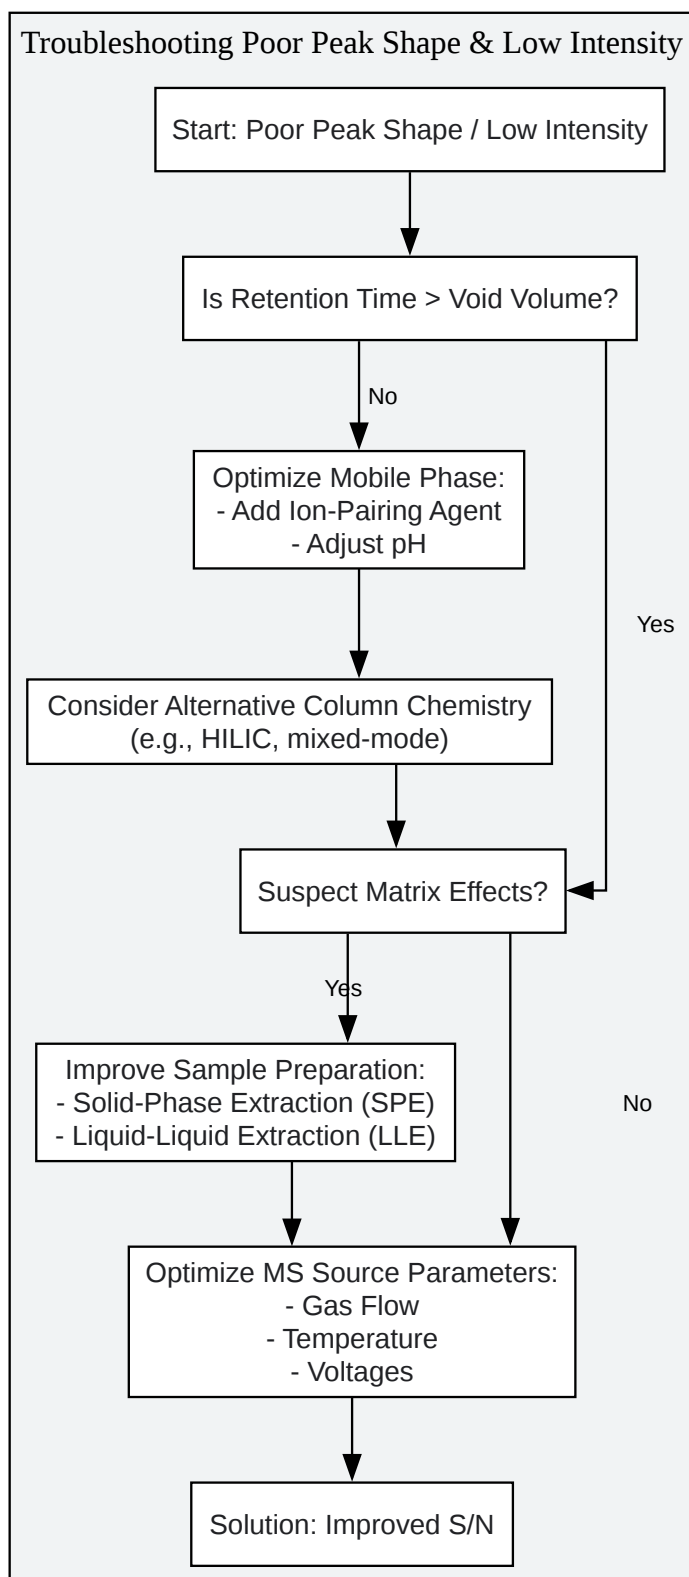 Troubleshooting Poor Peak Shape & Low Intensity
Start: Poor Peak Shape / Low Intensity
Is Retention Time > Void Volume?
No
Optimize Mobile Phase:
- Add Ion-Pairing Agent
- Adjust pH
Yes
Consider Alternative Column Chemistry
(e.g., HILIC, mixed-mode)
Suspect Matrix Effects?
Yes
Improve Sample Preparation:
- Solid-Phase Extraction (SPE)
- Liquid-Liquid Extraction (LLE)
No
Optimize MS Source Parameters:
- Gas Flow
- Temperature
- Voltages
Solution: Improved S/N